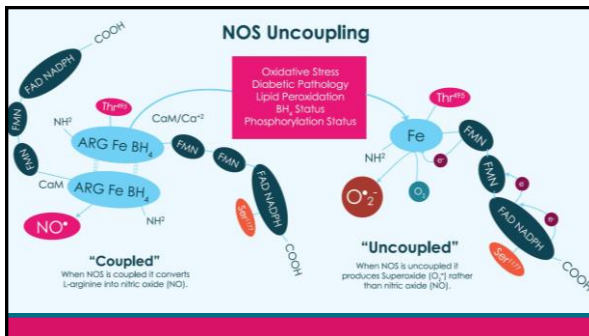 NOS Uncoupling
COOH
FAD NADPH
FMN
FMN
CaM
NH²
Thr⁴⁹⁵
ARG Fe BH₄
ARG Fe BH₄
NH²
NO•
CaM/Ca⁺²
FMN
FMN
FAD NADPH
Ser¹¹⁷⁷
COOH
“Coupled”
When NOS is coupled it converts
L-arginine into nitric oxide (NO).
Oxidative Stress
Diabetic Pathology
Lipid Peroxidation
BH₄ Status
Phosphorylation Status
Thr⁴⁹⁵
Fe
NH²
FMN
e-
O•₂-
O₂
FMN
e-
FAD NADPH
e-
Ser¹¹⁷⁷
COOH
“Uncoupled”
When NOS is uncoupled it
produces Superoxide (O₂•) rather
than nitric oxide (NO).